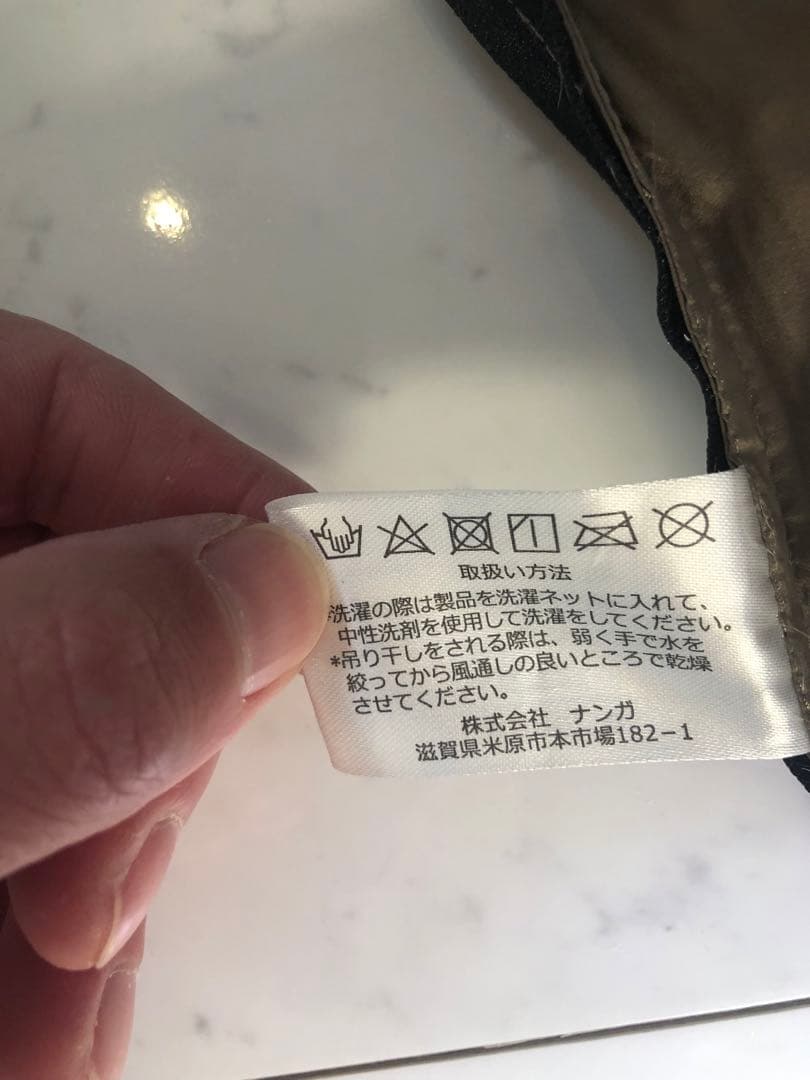 取扱い方法
*洗濯の際は製品を洗濯ネットに入れて、
中性洗剤を使用して洗濯をしてください。
*吊り干しをされる際は、弱く手で水を
絞ってから風通しの良いところで乾燥
させてください。
株式会社 ナンガ
滋賀県米原市本市場182-1